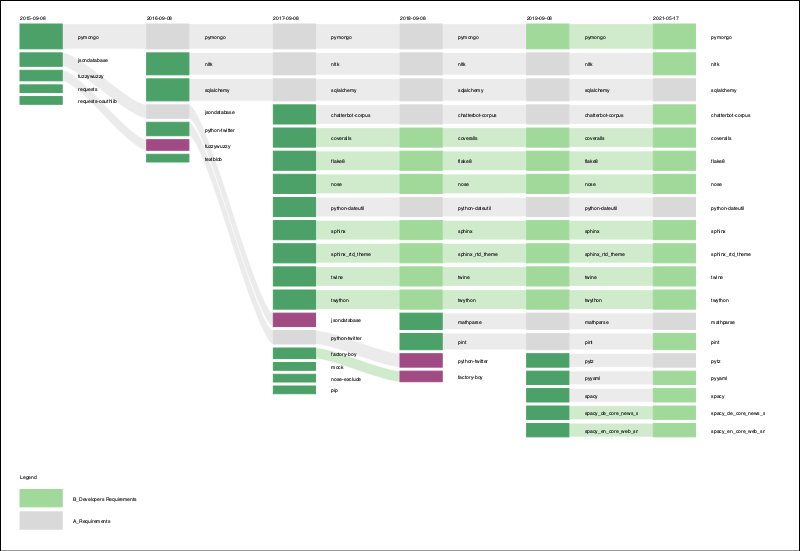 2015-09-08 2016-09-08 2017-09-08 2018-09-08 2019-09-08 2021-05-17
pymongo pymongo pymongo pymongo pymongo pymongo
jsondatabase nltk nltk nltk nltk nltk
fuzzywuzzy
requests sqlalchemy sqlalchemy sqlalchemy sqlalchemy sqlalchemy
requests-oauthlib
jsondatabase chatterbot-corpus chatterbot-corpus chatterbot-corpus chatterbot-corpus
python-twitter coveralls coveralls coveralls coveralls
fuzzywuzzy
textblob flake8 flake8 flake8 flake8
nose nose nose nose
python-dateutil python-dateutil python-dateutil python-dateutil
sphinx sphinx sphinx sphinx
sphinx_rtd_theme sphinx_rtd_theme sphinx_rtd_theme sphinx_rtd_theme
twine twine twine twine
twython twython twython twython
jsondatabase mathparse mathparse mathparse
python-twitter pint pint pint
factory-boy python-twitter pytz pytz
mock
nose-exclude factory-boy pyyaml pyyaml
pip spacy spacy
spacy_de_core_news_s spacy_de_core_news_s
spacy_en_core_web_sm spacy_en_core_web_sm
Legend
B_Developers Requirements
A_Requirements